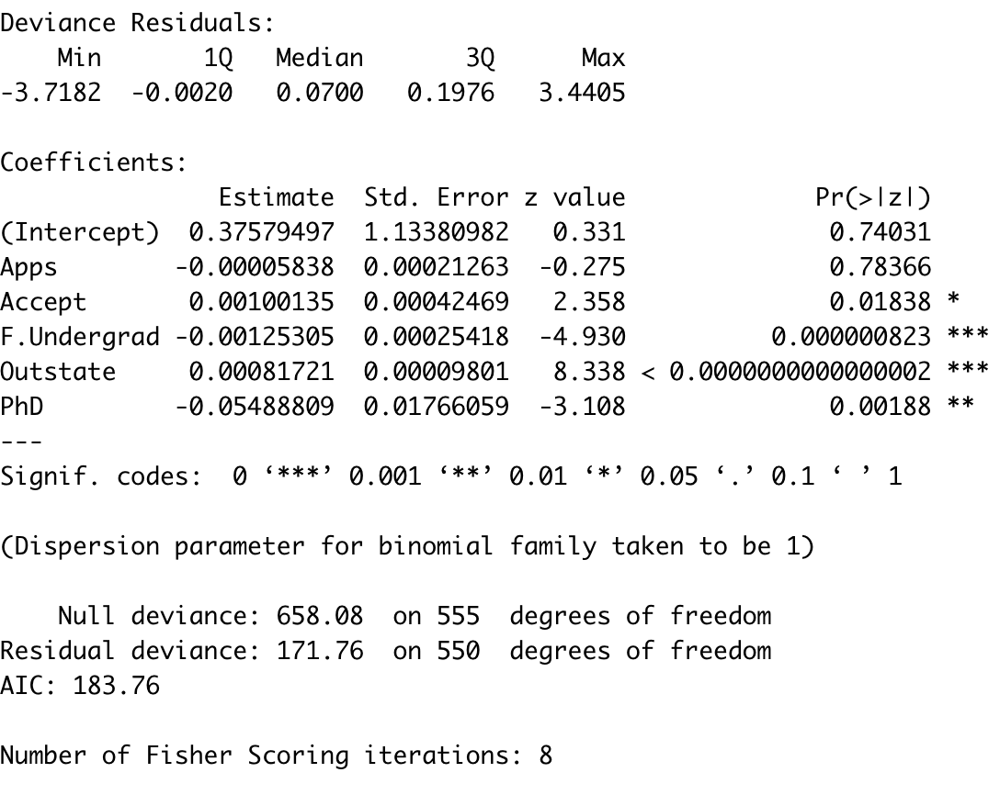 Deviance Residuals:
    Min       1Q   Median       3Q      Max
-3.7182  -0.0020   0.0700   0.1976   3.4405

Coefficients:
               Estimate  Std. Error z value             Pr(>|z|)
(Intercept)  0.37579497  1.13380982   0.331              0.74031
Apps        -0.00005838  0.00021263  -0.275              0.78366
Accept       0.00100135  0.00042469   2.358              0.01838 *
F.Undergrad -0.00125305  0.00025418  -4.930          0.000000823 ***
Outstate     0.00081721  0.00009801   8.338 < 0.0000000000000002 ***
PhD         -0.05488809  0.01766059  -3.108              0.00188 **
---
Signif. codes:  0 ‘***’ 0.001 ‘**’ 0.01 ‘*’ 0.05 ‘.’ 0.1 ‘ ’ 1

(Dispersion parameter for binomial family taken to be 1)

    Null deviance: 658.08  on 555  degrees of freedom
Residual deviance: 171.76  on 550  degrees of freedom
AIC: 183.76

Number of Fisher Scoring iterations: 8